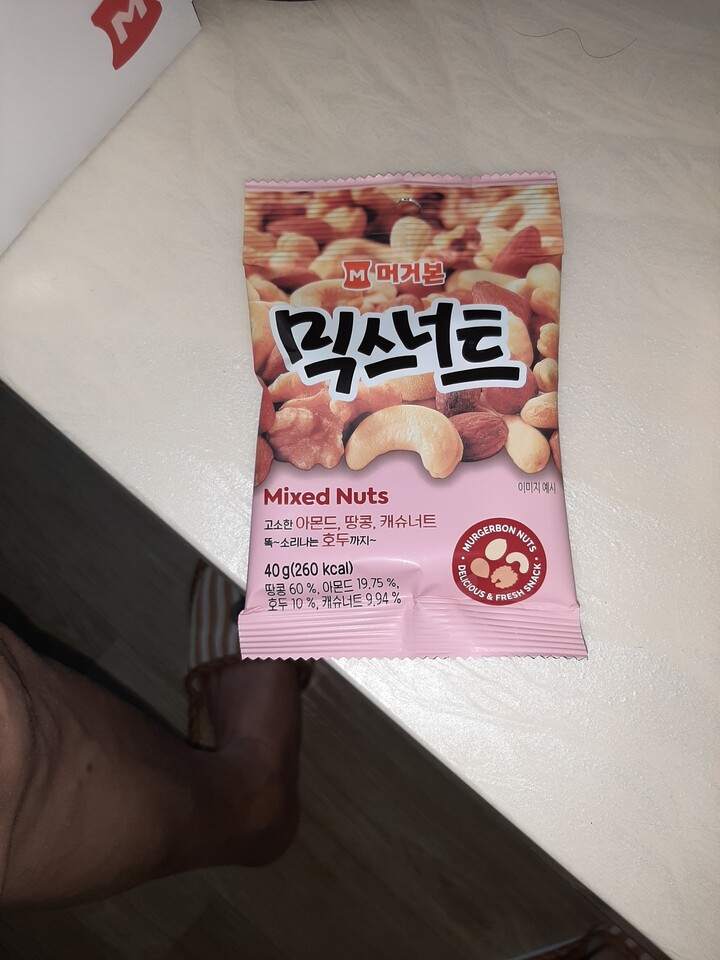 M
M 머거본
믹스너트
Mixed Nuts
이미지 예시
고소한 아몬드, 땅콩, 캐슈너트
똑~소리나는 호두까지~
40 g(260 kcal)
땅콩 60 %, 아몬드 19.75 %,
호두 10 %, 캐슈너트 9.94 %
MURGERBON NUTS
DELICIOUS & FRESH SNACK